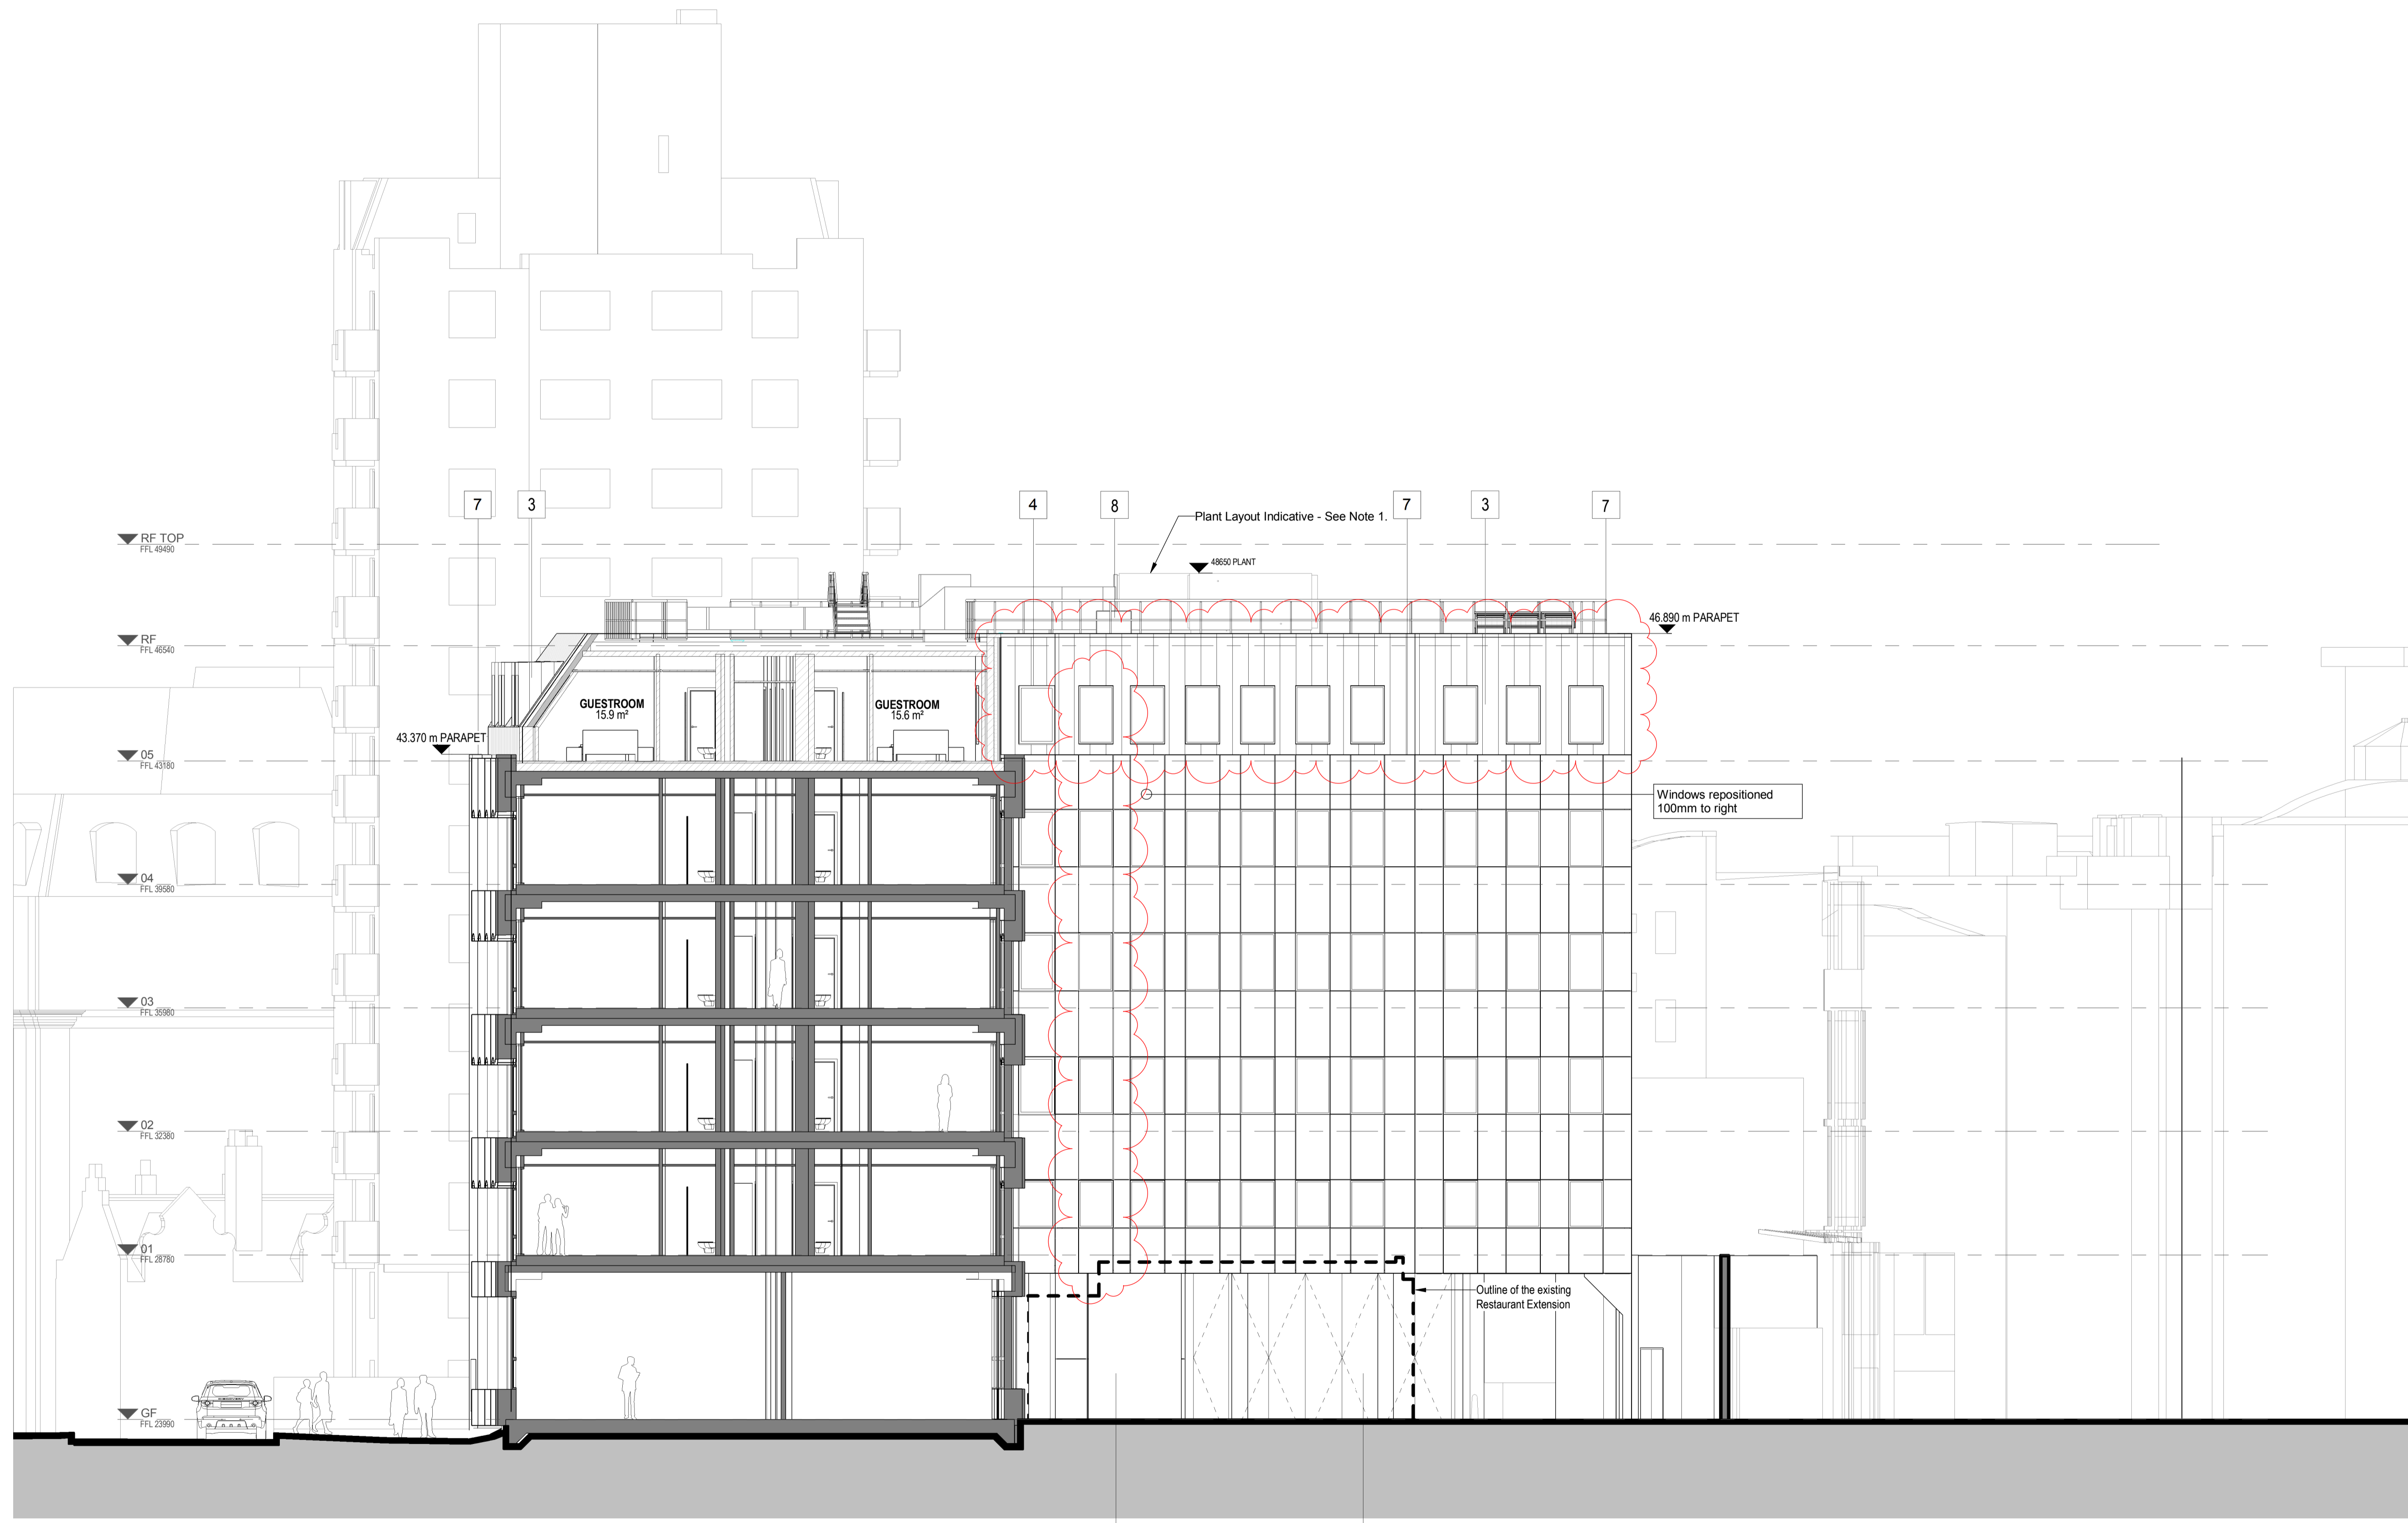 7
3
4
8
7
3
7
Plant Layout Indicative - See Note 1.
RF TOP
FFL 49490
48650 PLANT
46.890 m PARAPET
RF
FFL 46540
GUESTROOM
15.9 m²
GUESTROOM
15.6 m²
43.370 m PARAPET
05
FFL 43180
Windows repositioned
100mm to right
04
FFL 39580
03
FFL 35980
02
FFL 32380
01
FFL 28780
Outline of the existing
Restaurant Extension
GF
FFL 23990